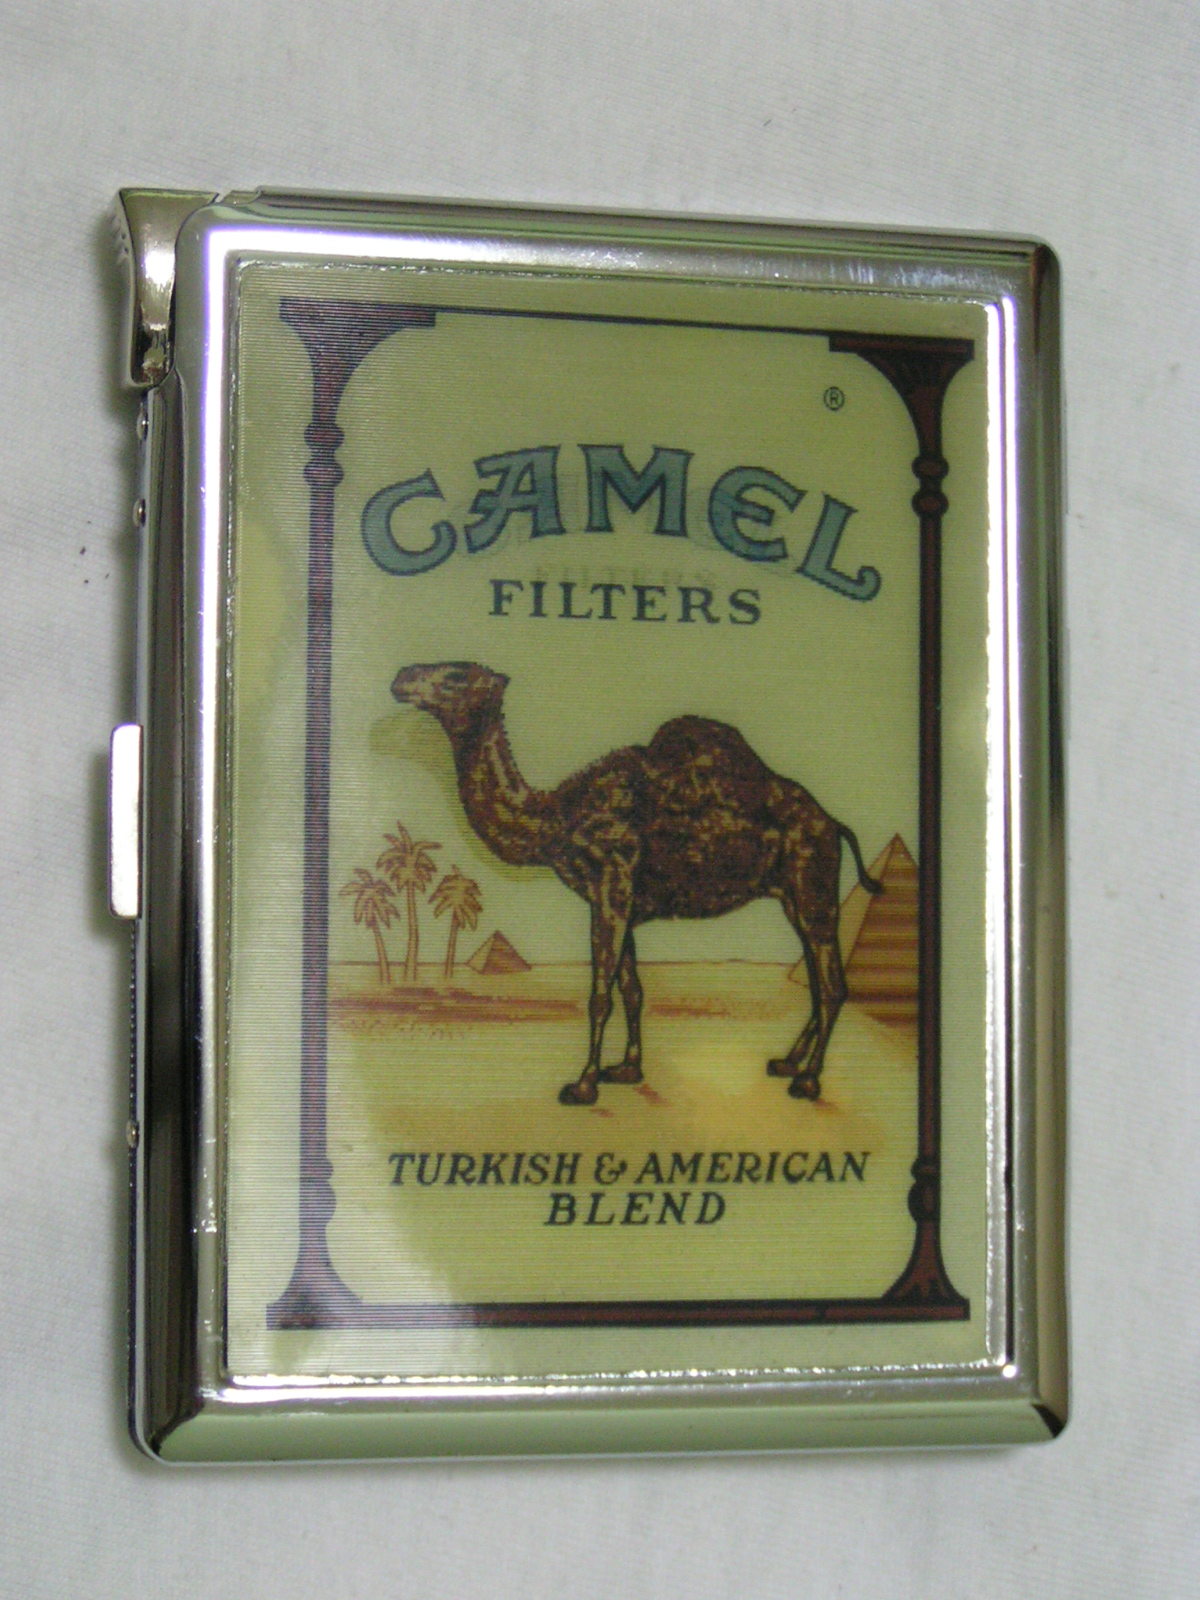 ®
CAMEL
FILTERS
TURKISH & AMERICAN
BLEND